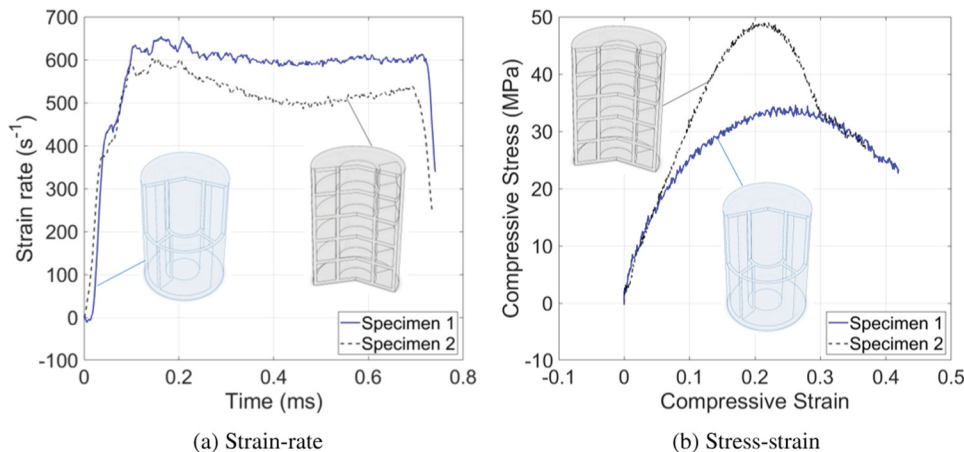 700
600
500
400
300
200
100
0
-100
Strain rate (s⁻¹)
0
0.2
0.4
0.6
0.8
Time (ms)
Specimen 1
Specimen 2
(a) Strain-rate
50
40
30
20
10
0
-10
Compressive Stress (MPa)
-0.1
0
0.1
0.2
0.3
0.4
0.5
Compressive Strain
Specimen 1
Specimen 2
(b) Stress-strain